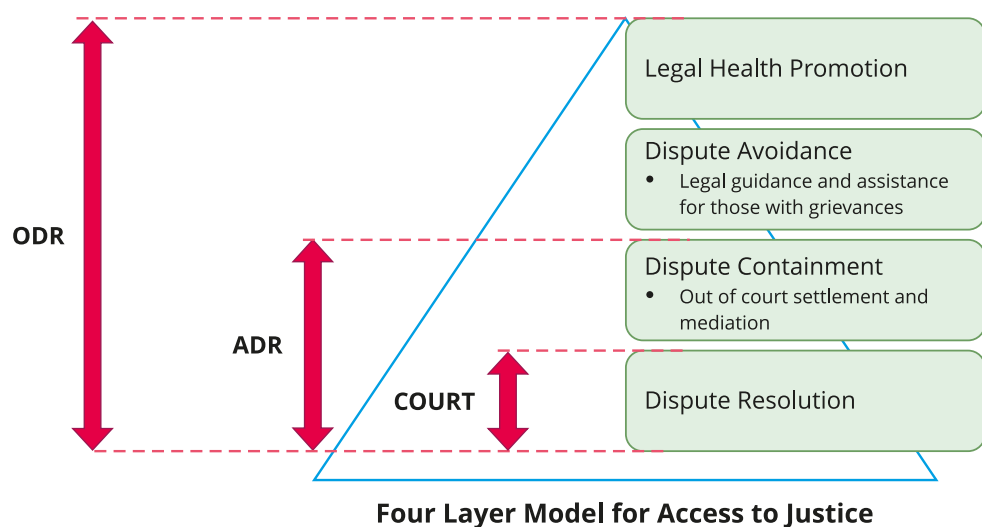 Legal Health Promotion
Dispute Avoidance
• Legal guidance and assistance
for those with grievances
ODR
Dispute Containment
• Out of court settlement and
mediation
ADR
COURT
Dispute Resolution
Four Layer Model for Access to Justice